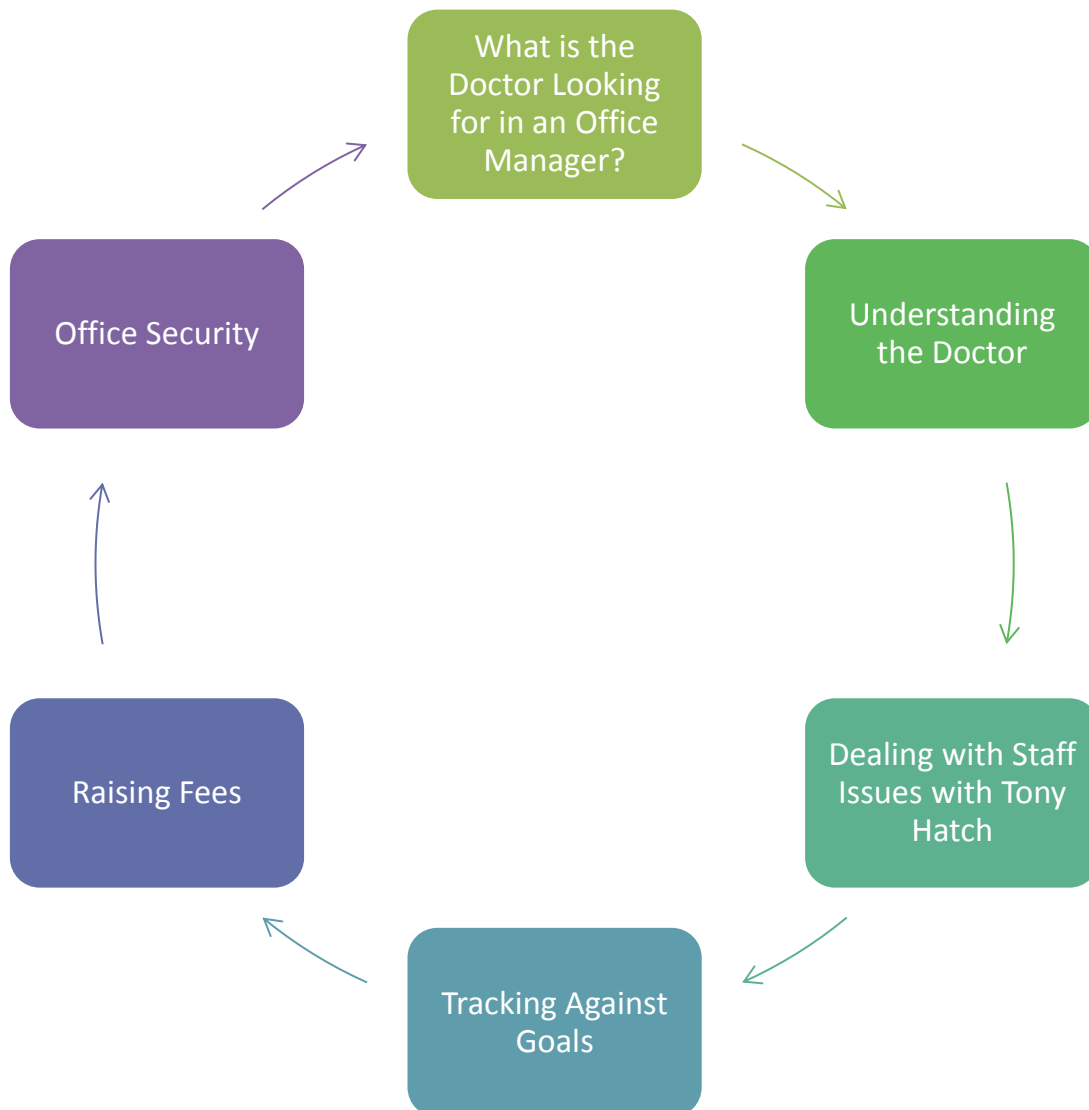 What is the
Doctor Looking
for in an Office
Manager?
Understanding
the Doctor
Dealing with Staff
Issues with Tony
Hatch
Tracking Against
Goals
Raising Fees
Office Security